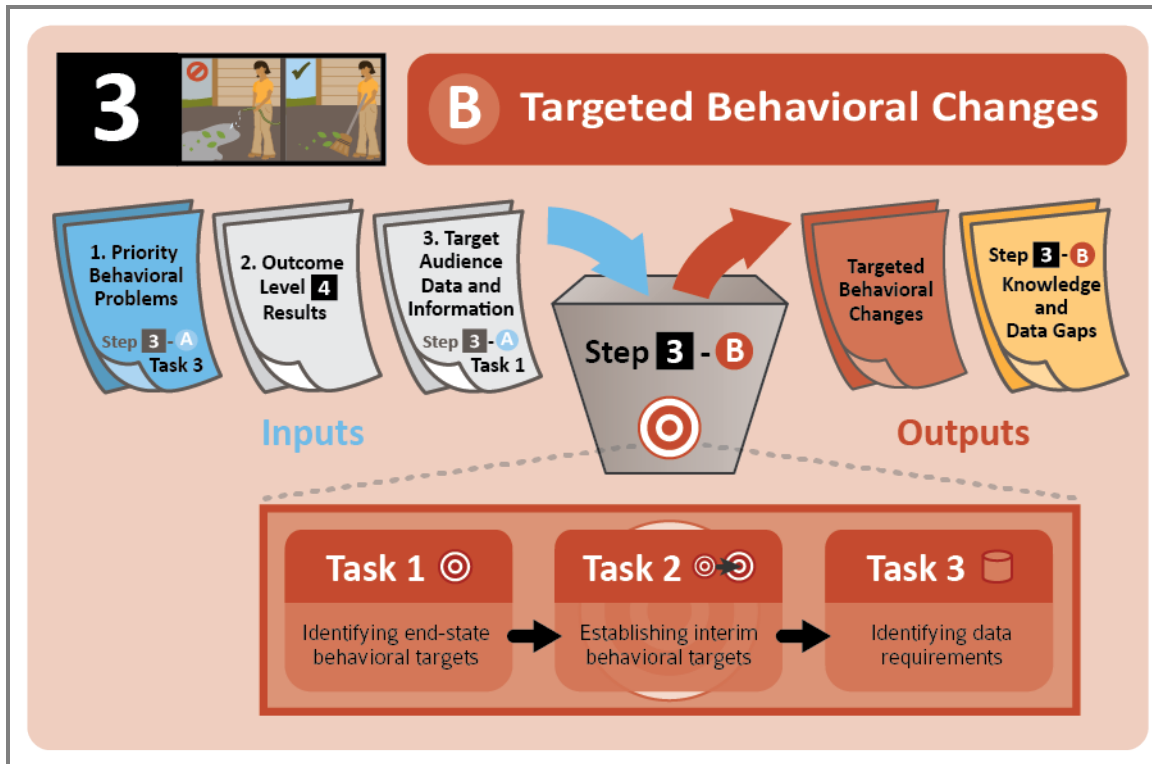 3
B Targeted Behavioral Changes
1. Priority
Behavioral
Problems
Step 3 - A
Task 3
2. Outcome
Level 4
Results
3. Target
Audience
Data and
Information
Step 3 - A
Task 1
Step 3 - B
Targeted
Behavioral
Changes
Step 3 - B
Knowledge
and
Data Gaps
Inputs
Outputs
Task 1
Identifying end-state
behavioral targets
Task 2
Establishing interim
behavioral targets
Task 3
Identifying data
requirements